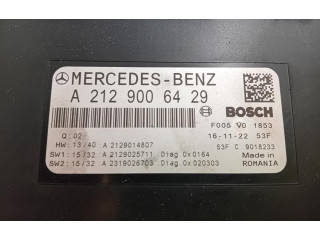 MERCEDES-BENZ
A 212 900 64 29
BOSCH
F005 V0 1853
Q:02
16-11-22 53F
HW: 13/40 A 2129014807
53F C 9018233
SW1: 15/32 A 2129025711 Diag.0x0164
Made in
SW2: 15/32 A 2319026703 Diag.0x020303
ROMANIA